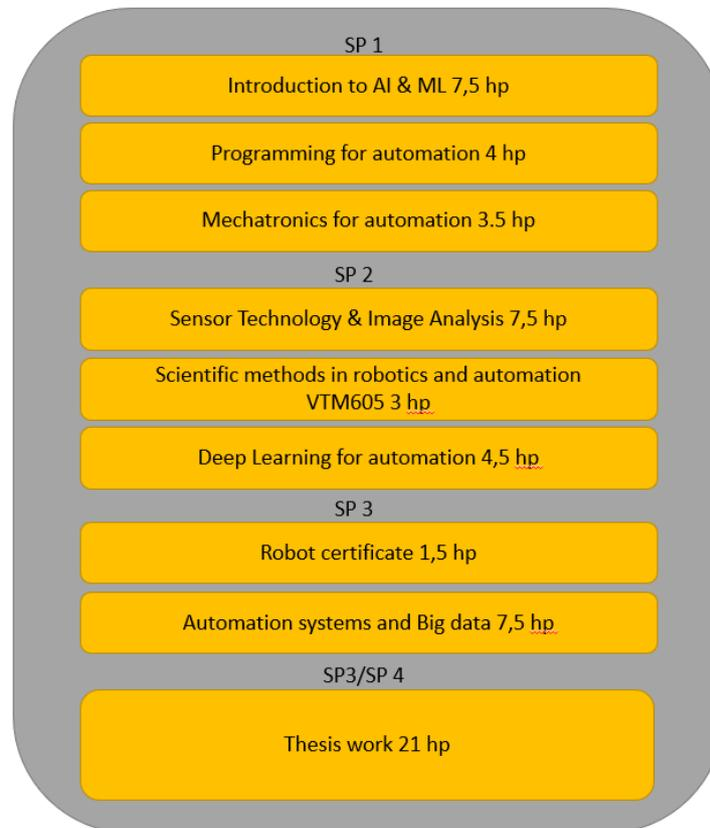 SP 1
Introduction to AI & ML 7,5 hp
Programming for automation 4 hp
Mechatronics for automation 3.5 hp
SP 2
Sensor Technology & Image Analysis 7,5 hp
Scientific methods in robotics and automation
VTM605 3 hp
Deep Learning for automation 4,5 hp
SP 3
Robot certificate 1,5 hp
Automation systems and Big data 7,5 hp
SP3/SP 4
Thesis work 21 hp